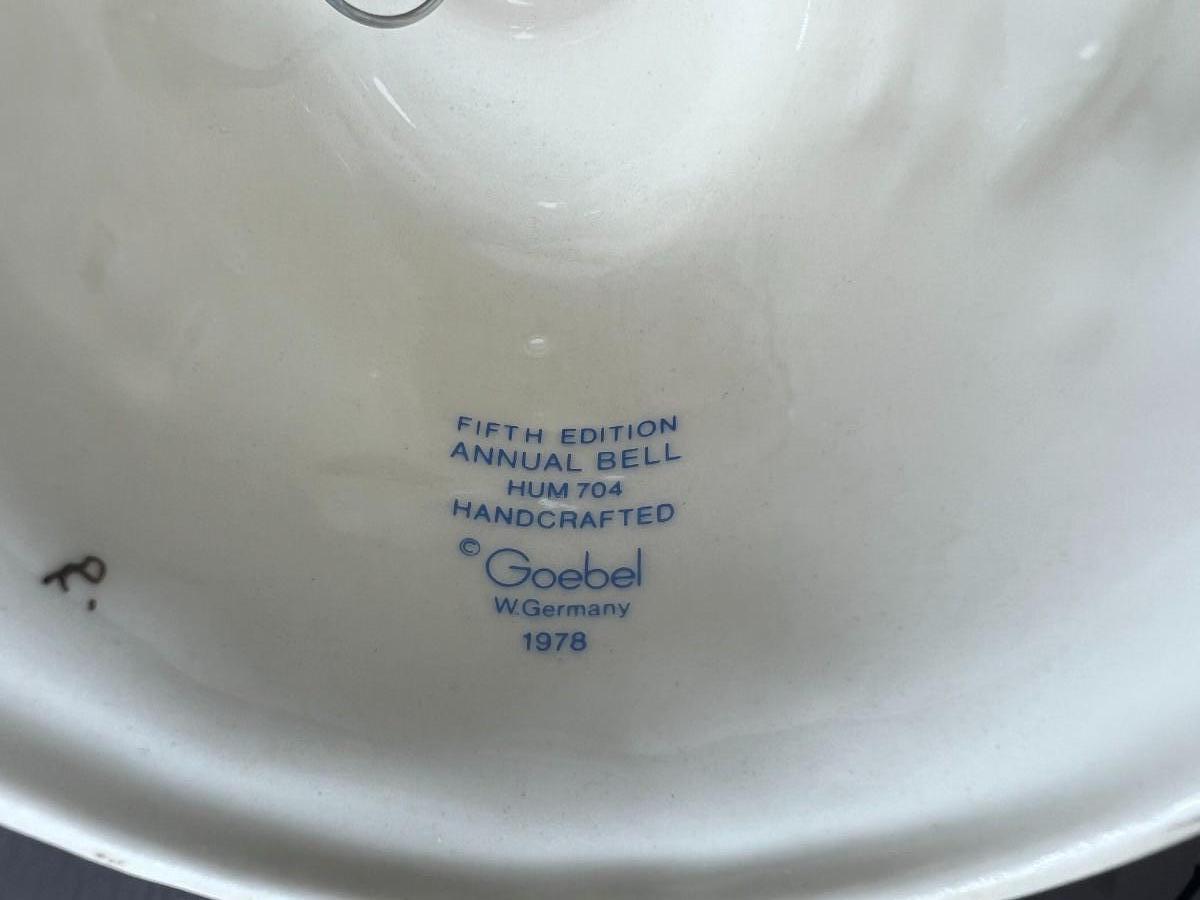 FIFTH EDITION
ANNUAL BELL
HUM 704
HANDCRAFTED
© Goebel
W.Germany
1978